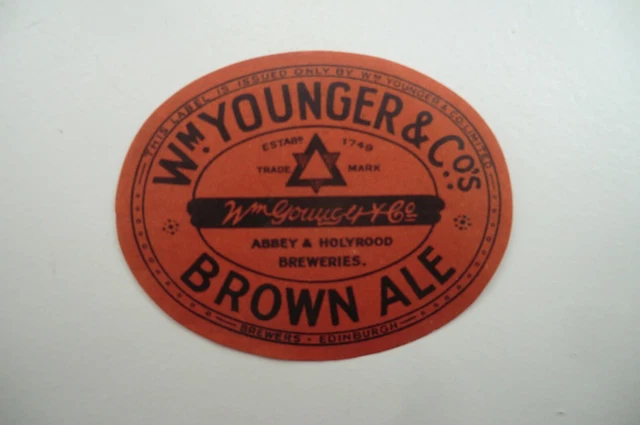 THIS LABEL IS ISSUED ONLY BY WM YOUNGER & CO LIMITED
WM. YOUNGER & CO'S.
ESTABD 1749
TRADE MARK
Wm Younger & Co
ABBEY & HOLYROOD
BREWERIES.
BROWN ALE
BREWERS • EDINBURGH